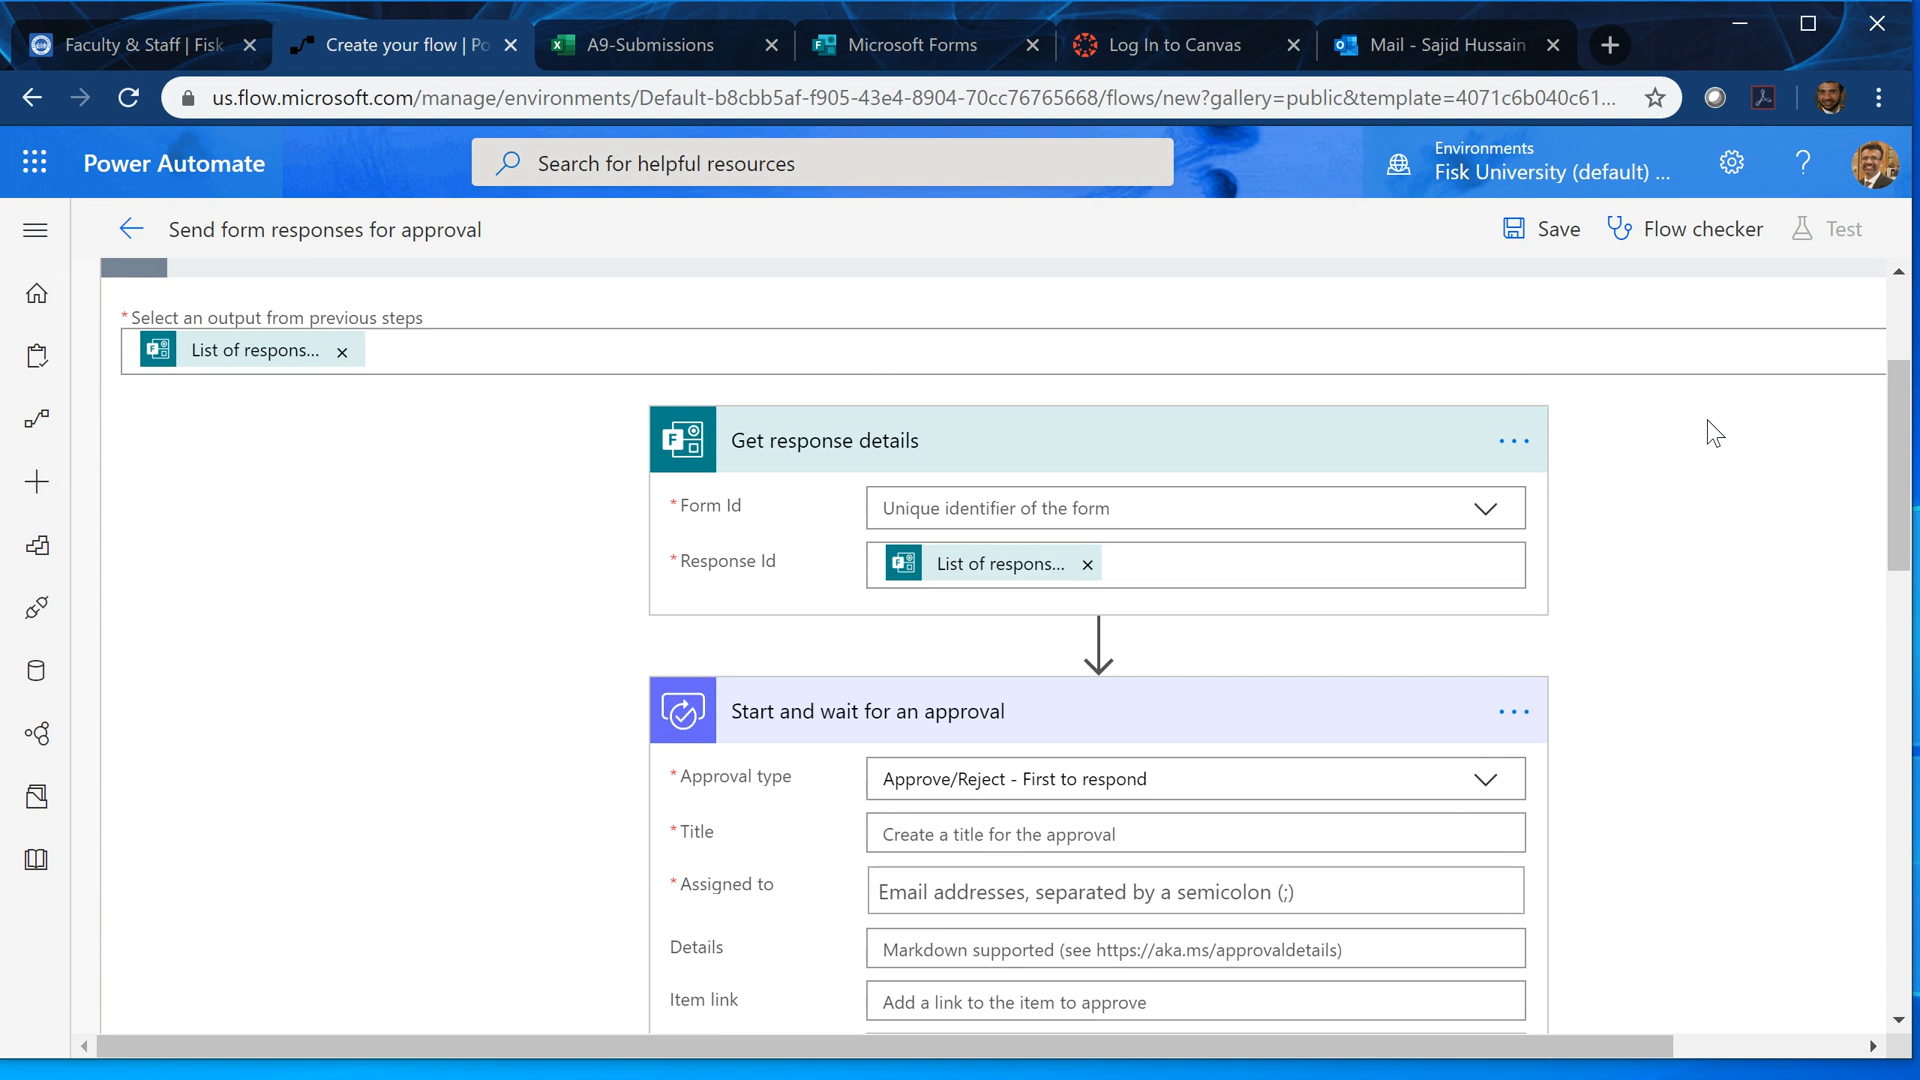 Faculty & Staff | Fisk
Create your flow | Po
A9-Submissions
Microsoft Forms
Log In to Canvas
Mail - Sajid Hussain
us.flow.microsoft.com/manage/environments/Default-b8cbb5af-f905-43e4-8904-70cc76765668/flows/new?gallery=public&template=4071c6b040c61...
Power Automate
Search for helpful resources
Environments
Fisk University (default) ...
Send form responses for approval
Save
Flow checker
Test
*Select an output from previous steps
List of respons...
Get response details
*Form Id
Unique identifier of the form
*Response Id
List of respons...
Start and wait for an approval
*Approval type
Approve/Reject - First to respond
*Title
Create a title for the approval
*Assigned to
Email addresses, separated by a semicolon (;)
Details
Markdown supported (see https://aka.ms/approvaldetails)
Item link
Add a link to the item to approve